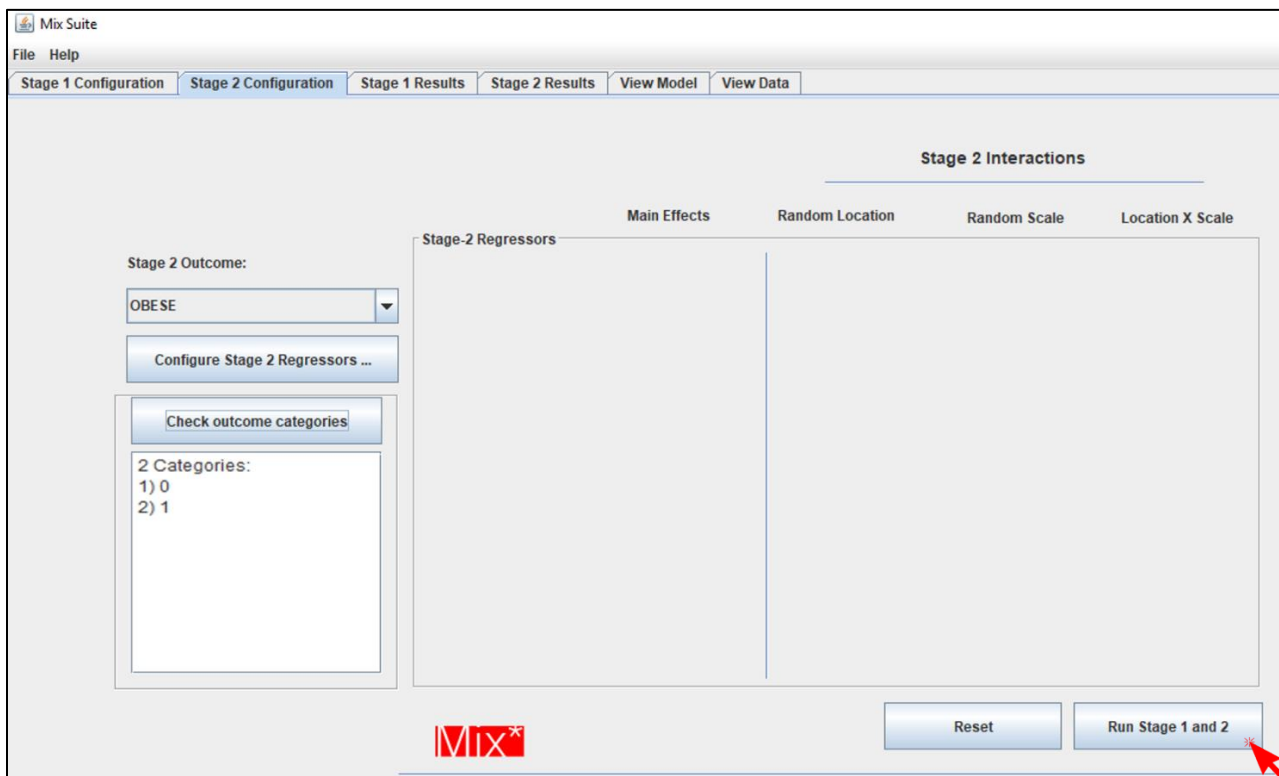 Mix Suite
File Help
Stage 1 Configuration Stage 2 Configuration Stage 1 Results Stage 2 Results View Model View Data
Stage 2 Interactions
Main Effects Random Location Random Scale Location X Scale
Stage-2 Regressors
Stage 2 Outcome:
OBESE
Configure Stage 2 Regressors ...
Check outcome categories
2 Categories:
1) 0
2) 1
Reset Run Stage 1 and 2
Mix*